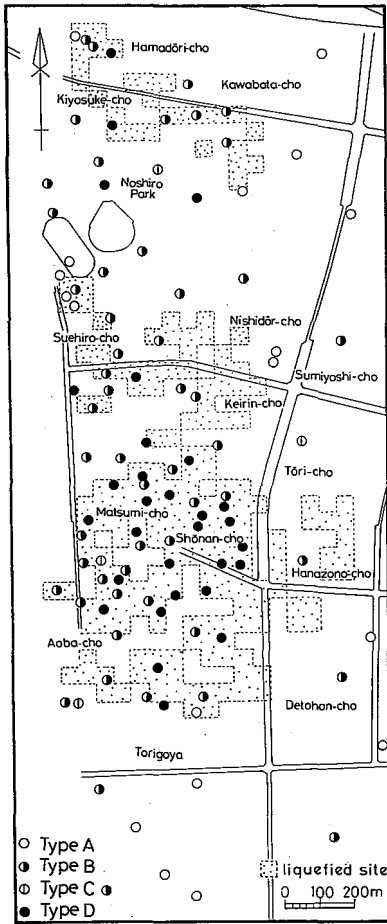 Hamadōri-cho
Kawabata-cho
Kiyosuke-cho
Noshiro
Park
Nishidōr-cho
Suehiro-cho
Sumiyoshi-cho
Keirin-cho
Tōri-cho
Matsumi-cho
Shōnan-cho
Hanazono-cho
Aoba-cho
Detohon-cho
Torigoya
Type A
Type B
Type C
Type D
liquefied site
0 100 200m